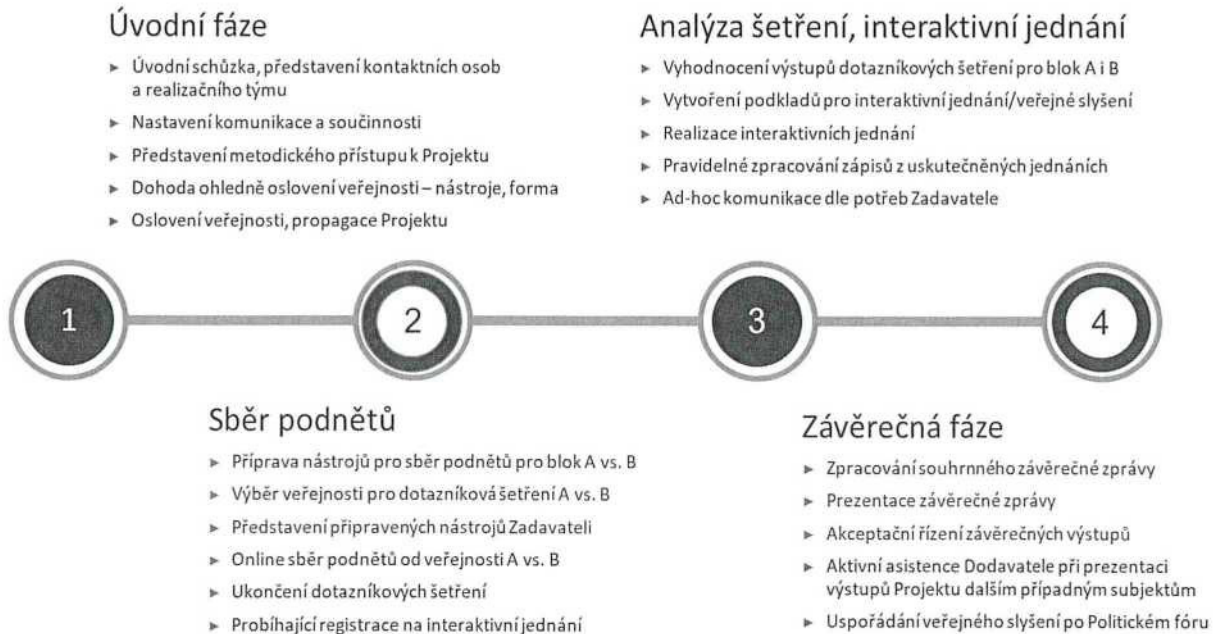 Úvodní fáze
► Úvodní schůzka, představení kontaktních osob
a realizačního týmu
► Nastavení komunikace a součinnosti
► Představení metodického přístupu k Projektu
► Dohoda ohledně oslovení veřejnosti – nástroje, forma
► Oslovení veřejnosti, propagace Projektu
Analýza šetření, interaktivní jednání
► Vyhodnocení výstupů dotazníkových šetření pro blok A i B
► Vytvoření podkladů pro interaktivní jednání/veřejné slyšení
► Realizace interaktivních jednání
► Pravidelné zpracování zápisů z uskutečněných jednáních
► Ad-hoc komunikace dle potřeb Zadavatele
1
2
3
4
Sběr podnětů
► Příprava nástrojů pro sběr podnětů pro blok A vs. B
► Výběr veřejnosti pro dotazníková šetření A vs. B
► Představení připravených nástrojů Zadavateli
► Online sběr podnětů od veřejnosti A vs. B
► Ukončení dotazníkových šetření
► Probíhající registrace na interaktivní jednání
Závěrečná fáze
► Zpracování souhrnného závěrečné zprávy
► Prezentace závěrečné zprávy
► Akceptační řízení závěrečných výstupů
► Aktivní asistence Dodavatele při prezentaci
výstupů Projektu dalším případným subjektům
► Uspořádání veřejného slyšení po Politickém fóru